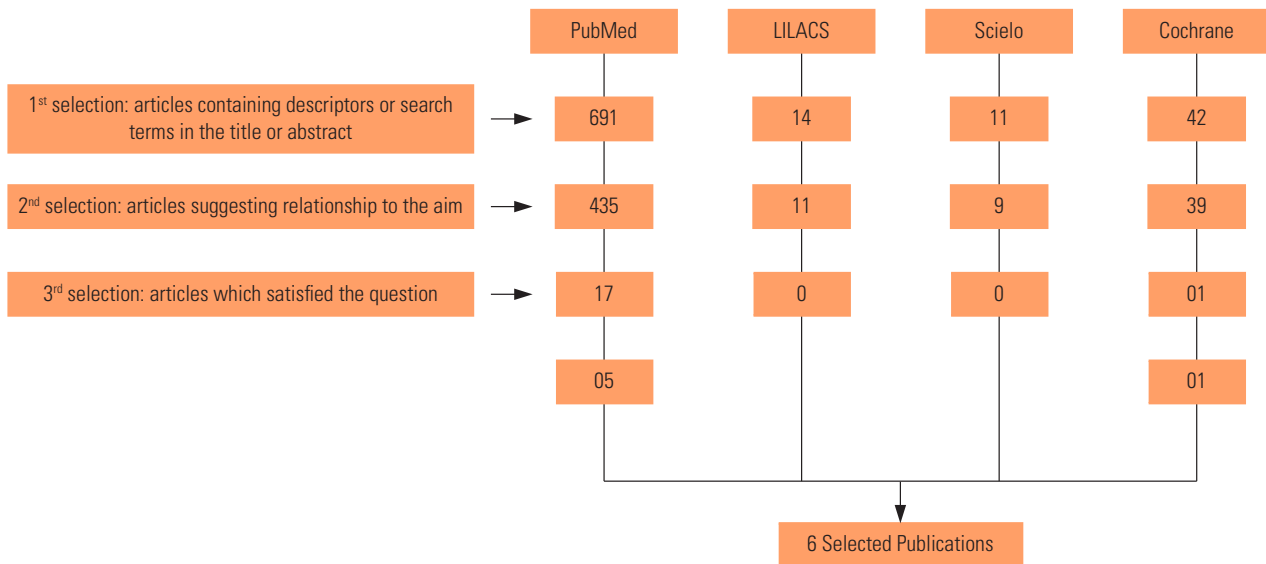 PubMed
LILACS
Scielo
Cochrane
1st selection: articles containing descriptors or search
terms in the title or abstract
691
14
11
42
2nd selection: articles suggesting relationship to the aim
435
11
9
39
3rd selection: articles which satisfied the question
17
0
0
01
05
01
6 Selected Publications